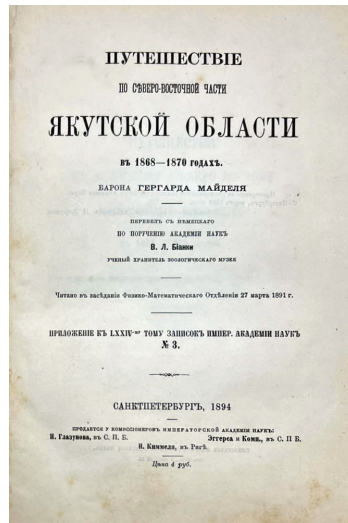 ПУТЕШЕСТВІЕ
ПО СѢВЕРО-ВОСТОЧНОЙ ЧАСТИ
ЯКУТСКОЙ ОБЛАСТИ
въ 1868—1870 годахъ.
БАРОНА ГЕРГАРДА МАЙДЕЛЯ
ПЕРЕВЕЛЪ СЪ НѢМЕЦКАГО
ПО ПОРУЧЕНІЮ АКАДЕМІИ НАУКЪ
В. Л. Біанки
УЧЕНЫЙ ХРАНИТЕЛЬ ЗООЛОГИЧЕСКАГО МУЗЕЯ
Читано въ засѣданіи Физико-Математическаго Отдѣленія 27 марта 1891 г.
ПРИЛОЖЕНІЕ КЪ LXXIV-му ТОМУ ЗАПИСОКЪ ИМПЕР. АКАДЕМІИ НАУКЪ
№ 3.
САНКТПЕТЕРБУРГЪ, 1894
ПРОДАЕТСЯ У КОМИССІОНЕРОВЪ ИМПЕРАТОРСКОЙ АКАДЕМІИ НАУКЪ:
И. Глазунова, въ С. П. Б. Эггерса и Комп., въ С. П. Б.
Н. Киммеля, въ Ригѣ.
Цѣна 4 руб.